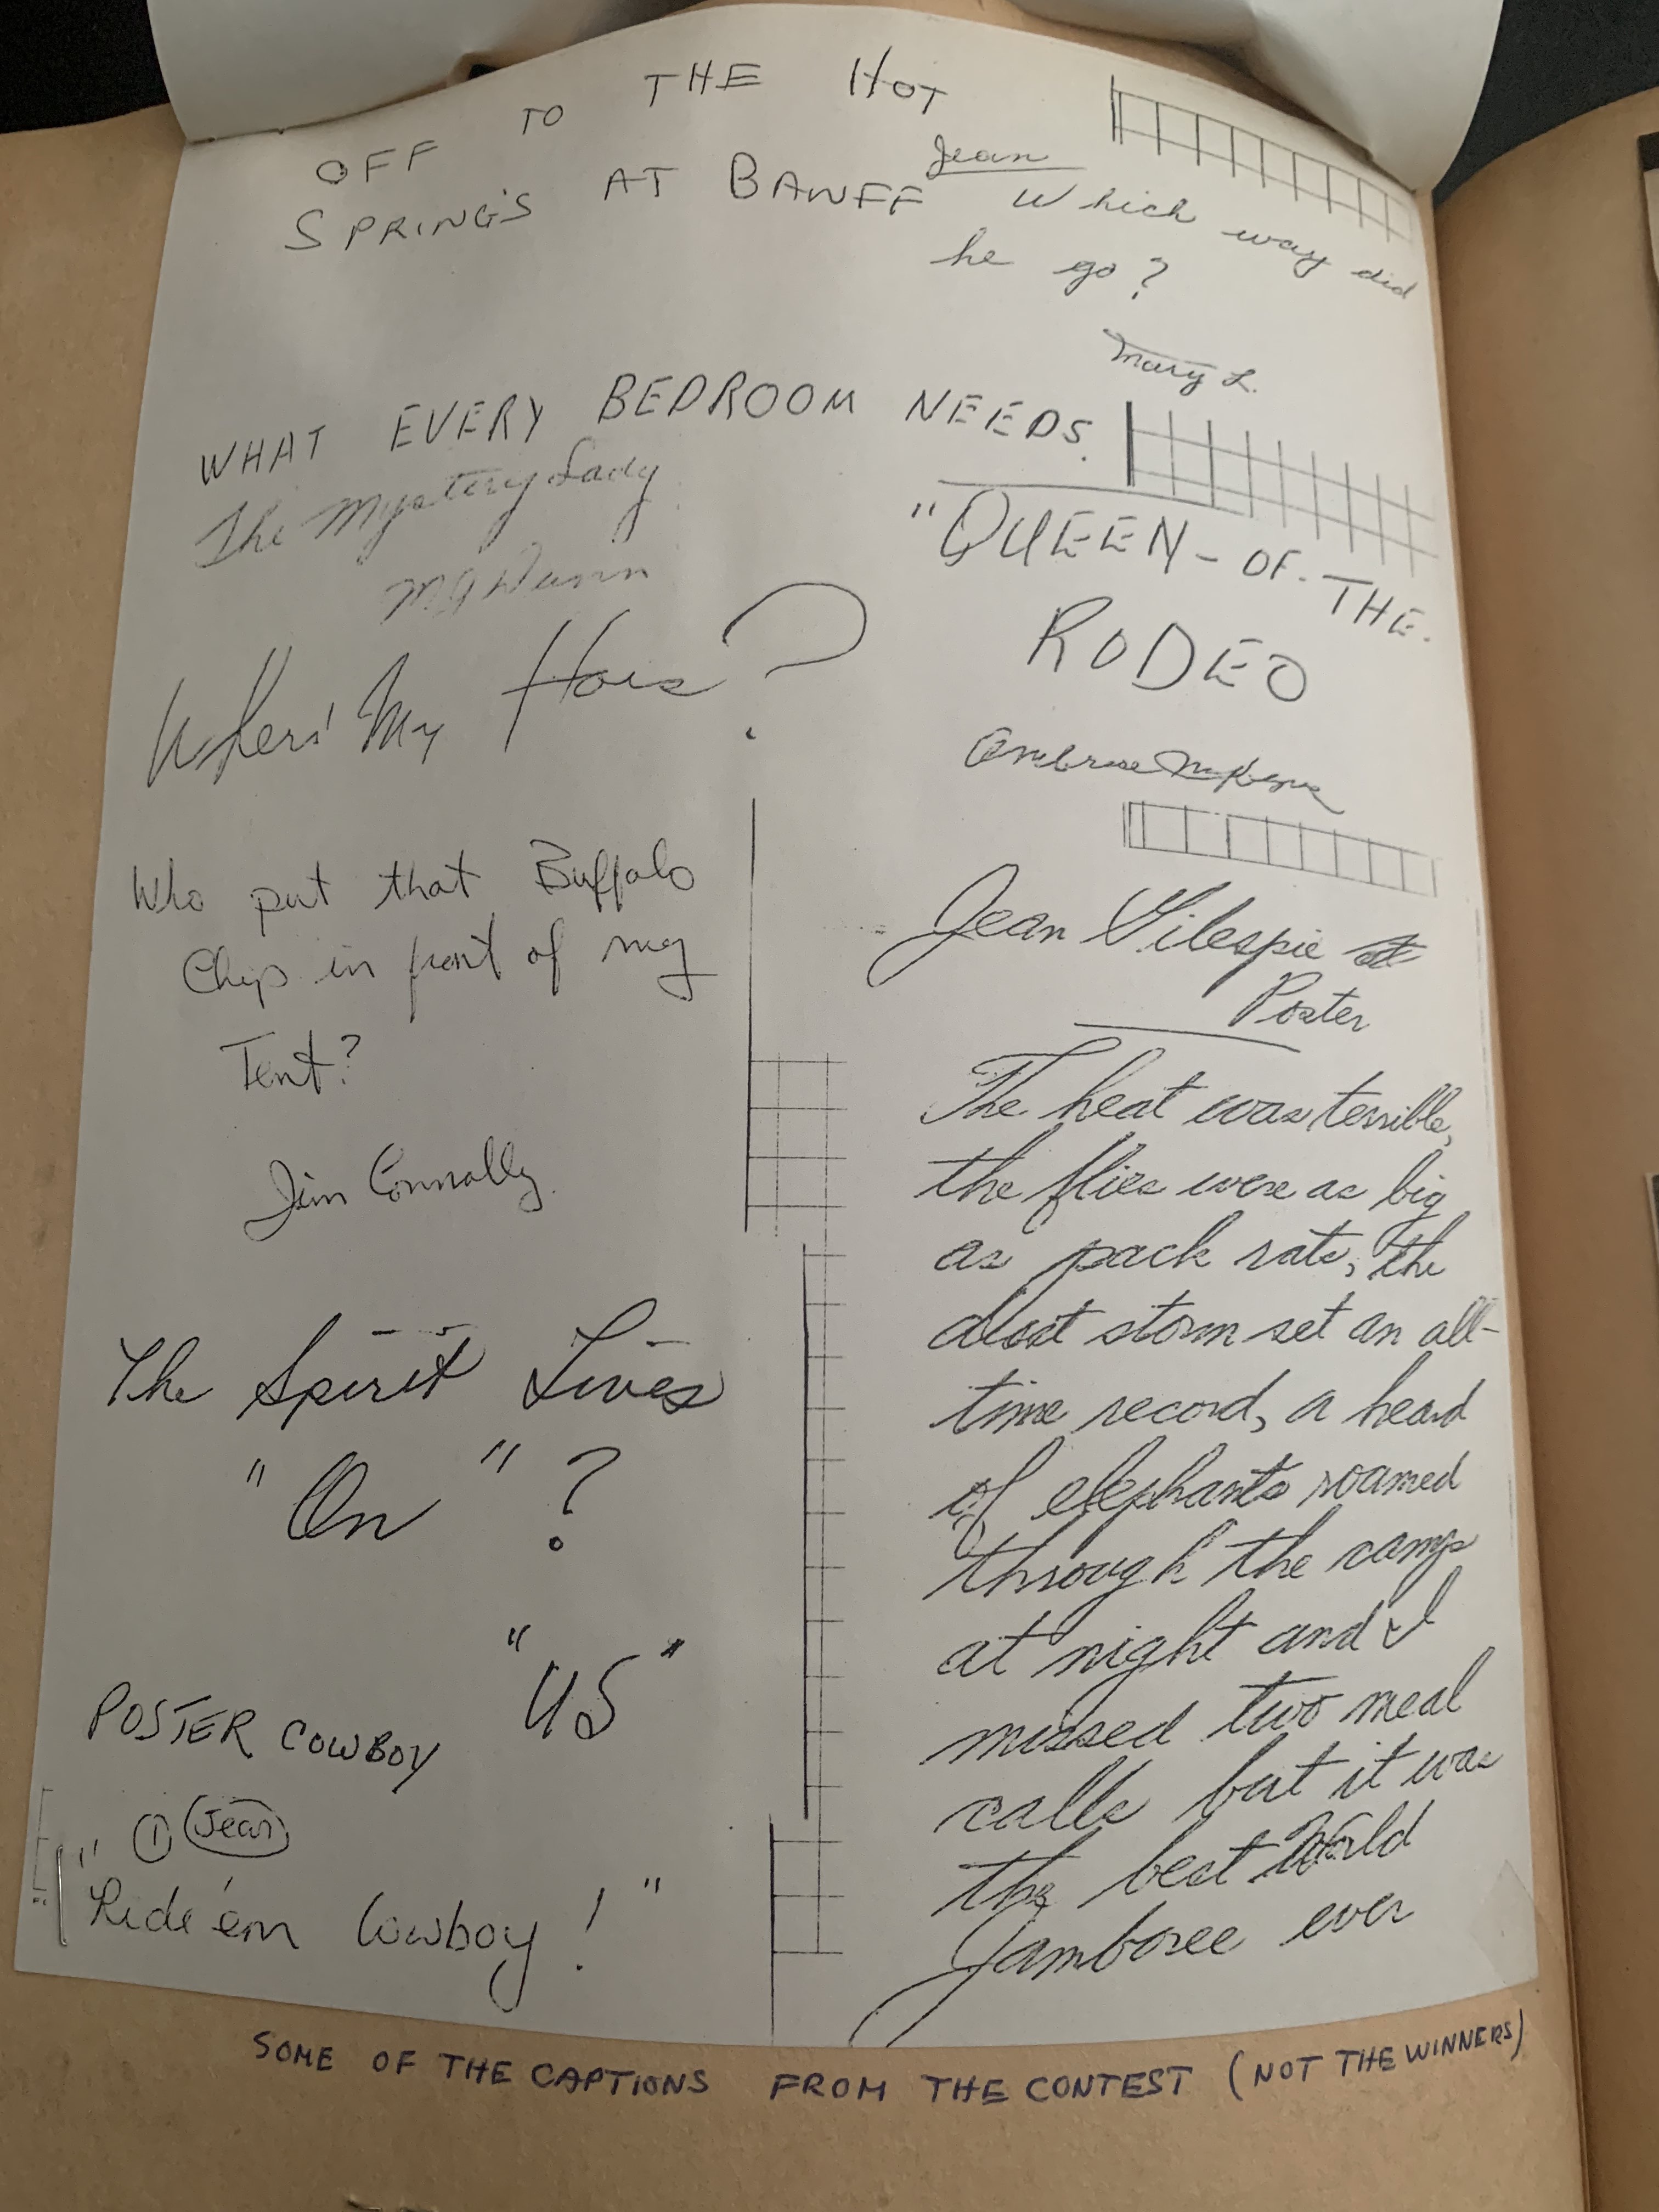 OFF TO THE HOT
SPRING'S AT BANFF
Jean
Which way did
he go?
Mary L.
WHAT EVERY BEDROOM NEEDS.
The Mystery Lady
Dunn
Where' My Hors?
Who put that Buffalo
Chip in front of my
Tent?
Jim Connally
The Spirit Lives
"On"?
"US"
POSTER COWBOY
① Jean
"Ride 'em Cowboy!"
"QUEEN-OF-THE-
RODEO
Ambrose
Jean Gilespie at
Poster
The heat was terrible,
the flies were as big
as pack rats, the
dust storm set an all-
time record, a heard
of elephants roamed
through the camp
at night and I
missed two meal
calls but it was
the best World
Jamboree ever
SOME OF THE CAPTIONS FROM THE CONTEST (NOT THE WINNERS)